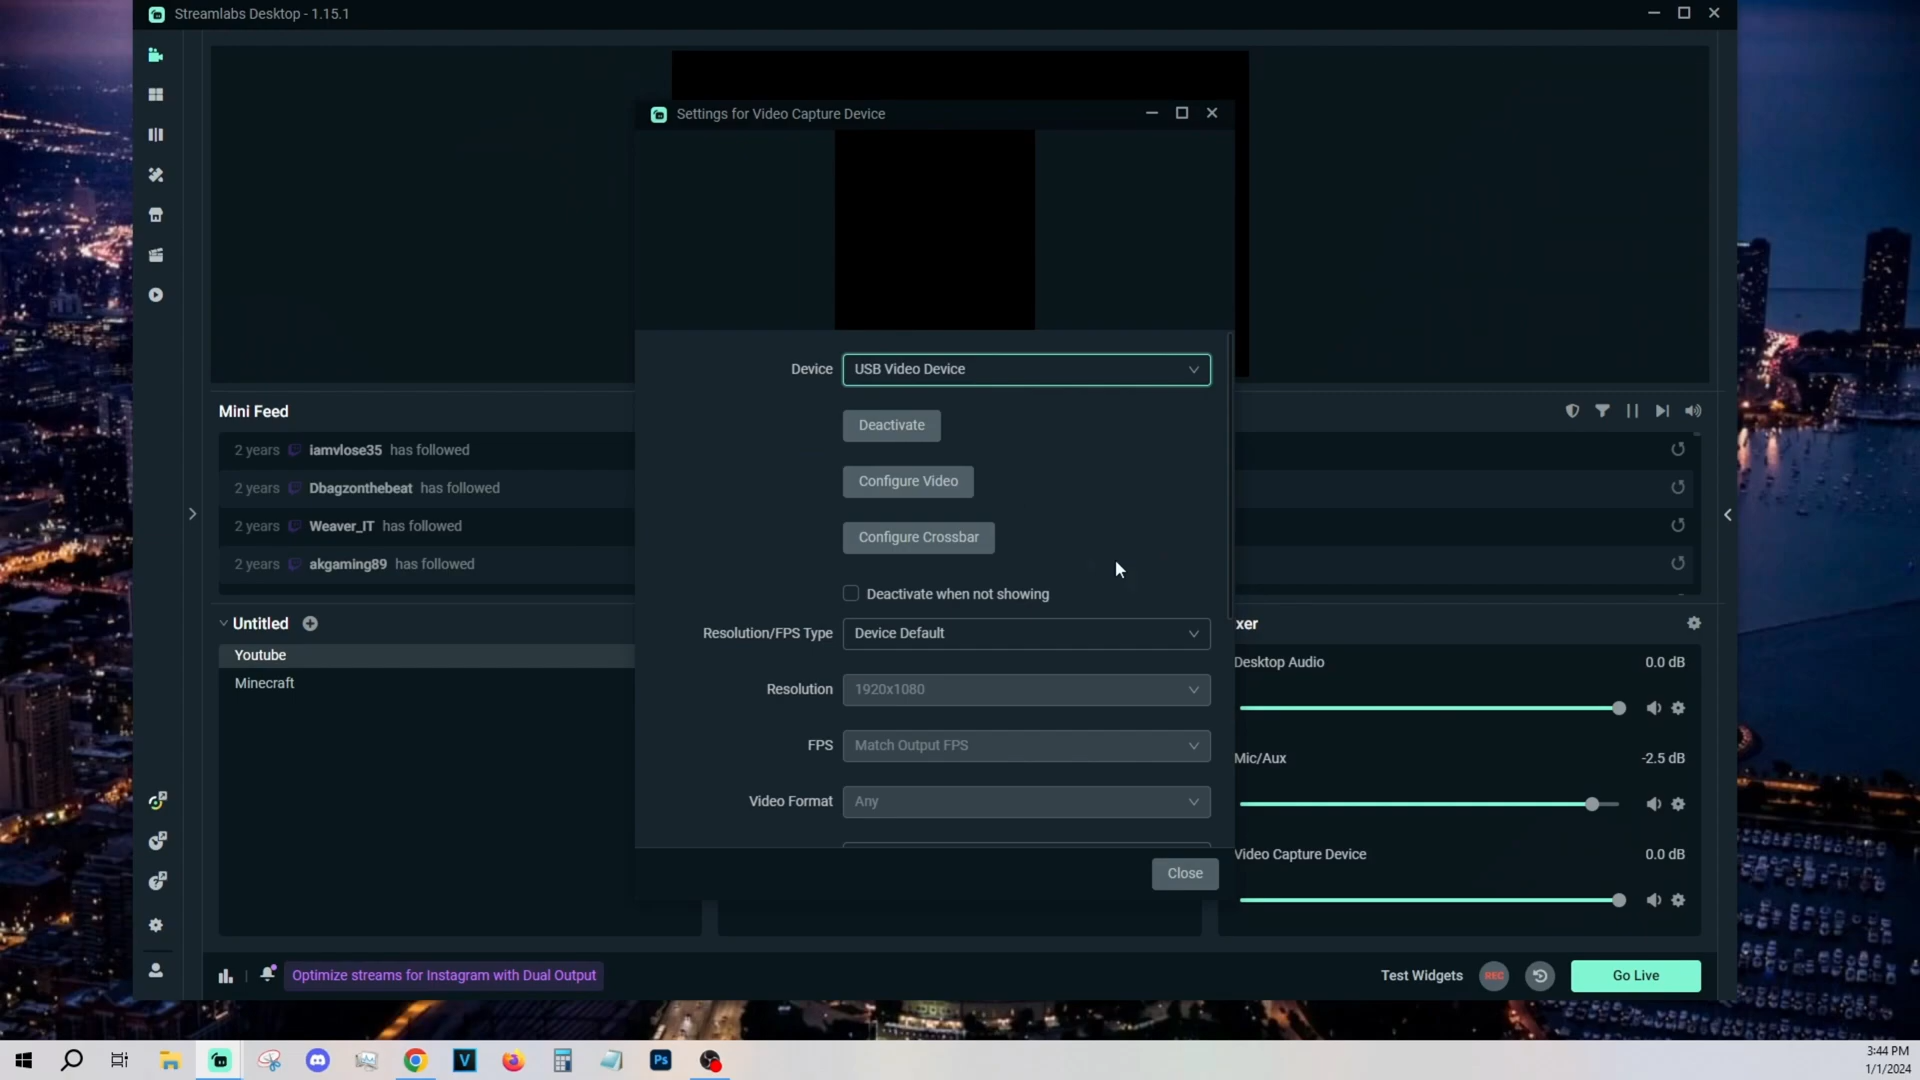 Streamlabs Desktop - 1.15.1
Settings for Video Capture Device
Device
USB Video Device
Deactivate
Configure Video
Configure Crossbar
Deactivate when not showing
Resolution/FPS Type
Device Default
Resolution
1920x1080
FPS
Match Output FPS
Video Format
Any
Close
Mini Feed
2 years iamvlose35 has followed
2 years Dbagzonthebeat has followed
2 years Weaver_IT has followed
2 years akgaming89 has followed
Untitled
Youtube
Minecraft
xer
Desktop Audio 0.0 dB
Mic/Aux -2.5 dB
Video Capture Device 0.0 dB
Optimize streams for Instagram with Dual Output
Test Widgets
REC
Go Live
V
Ps
3:44 PM
1/1/2024